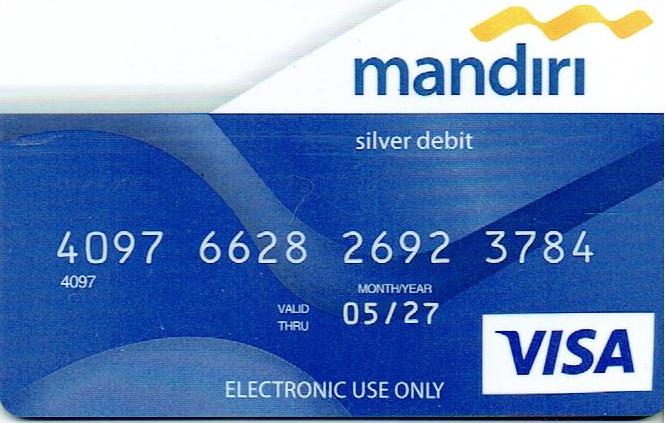 mandiri
silver debit
4097 6628 2692 3784
4097
MONTH/YEAR
VALID THRU 05/27
VISA
ELECTRONIC USE ONLY